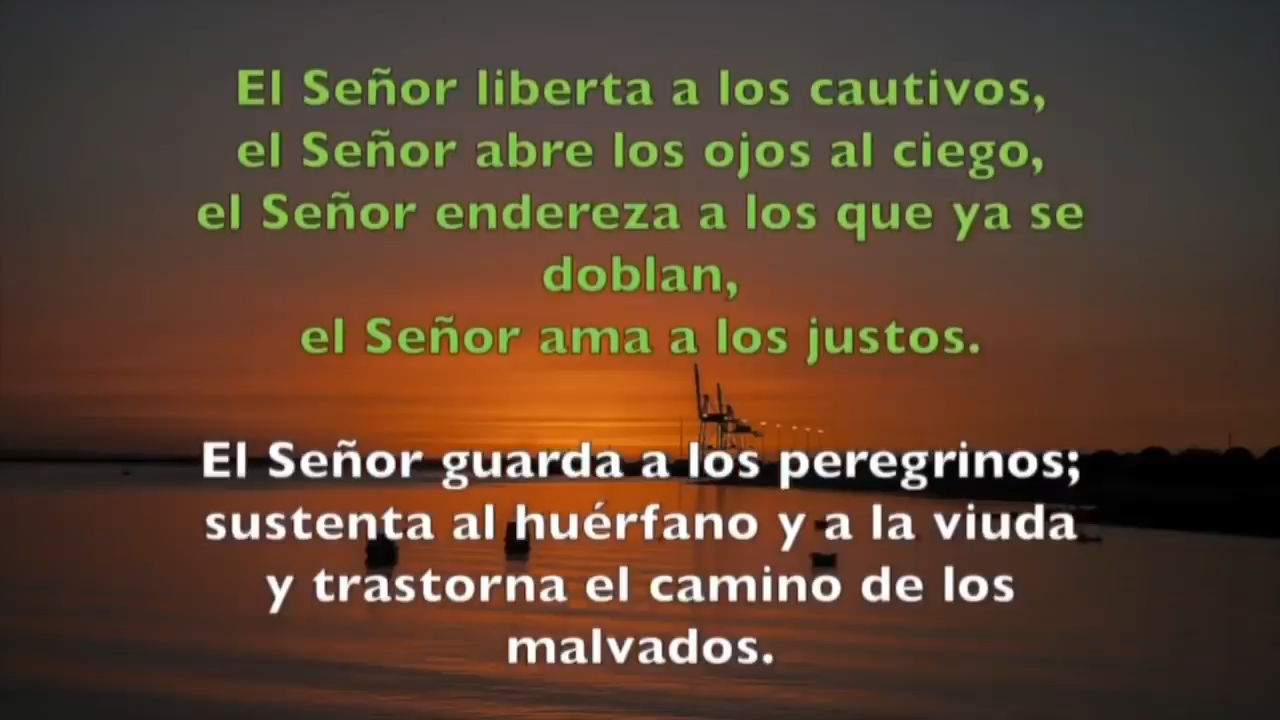 El Señor liberta a los cautivos,
el Señor abre los ojos al ciego,
el Señor endereza a los que ya se
doblan,
el Señor ama a los justos.
El Señor guarda a los peregrinos;
sustenta al huérfano y a la viuda
y trastorna el camino de los
malvados.